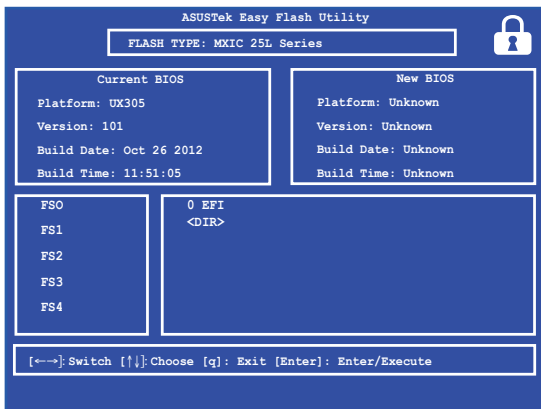 ASUSTek Easy Flash Utility
FLASH TYPE: MXIC 25L Series
Current BIOS
Platform: UX305
Version: 101
Build Date: Oct 26 2012
Build Time: 11:51:05
New BIOS
Platform: Unknown
Version: Unknown
Build Date: Unknown
Build Time: Unknown
FSO
FS1
FS2
FS3
FS4
0 EFI
<DIR>
[←→]: Switch [↑↓]: Choose [q]: Exit [Enter]: Enter/Execute